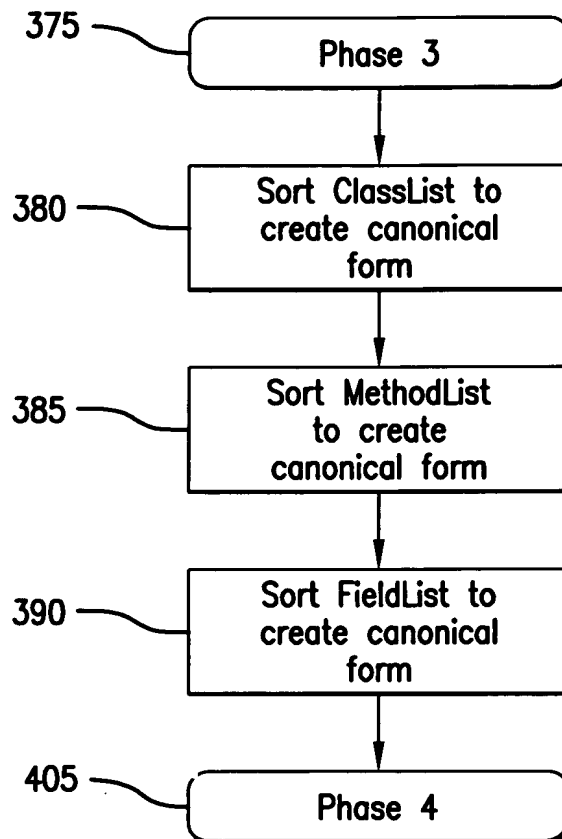 375
Phase 3
380
Sort ClassList to
create canonical
form
385
Sort MethodList
to create
canonical form
390
Sort FieldList to
create canonical
form
405
Phase 4